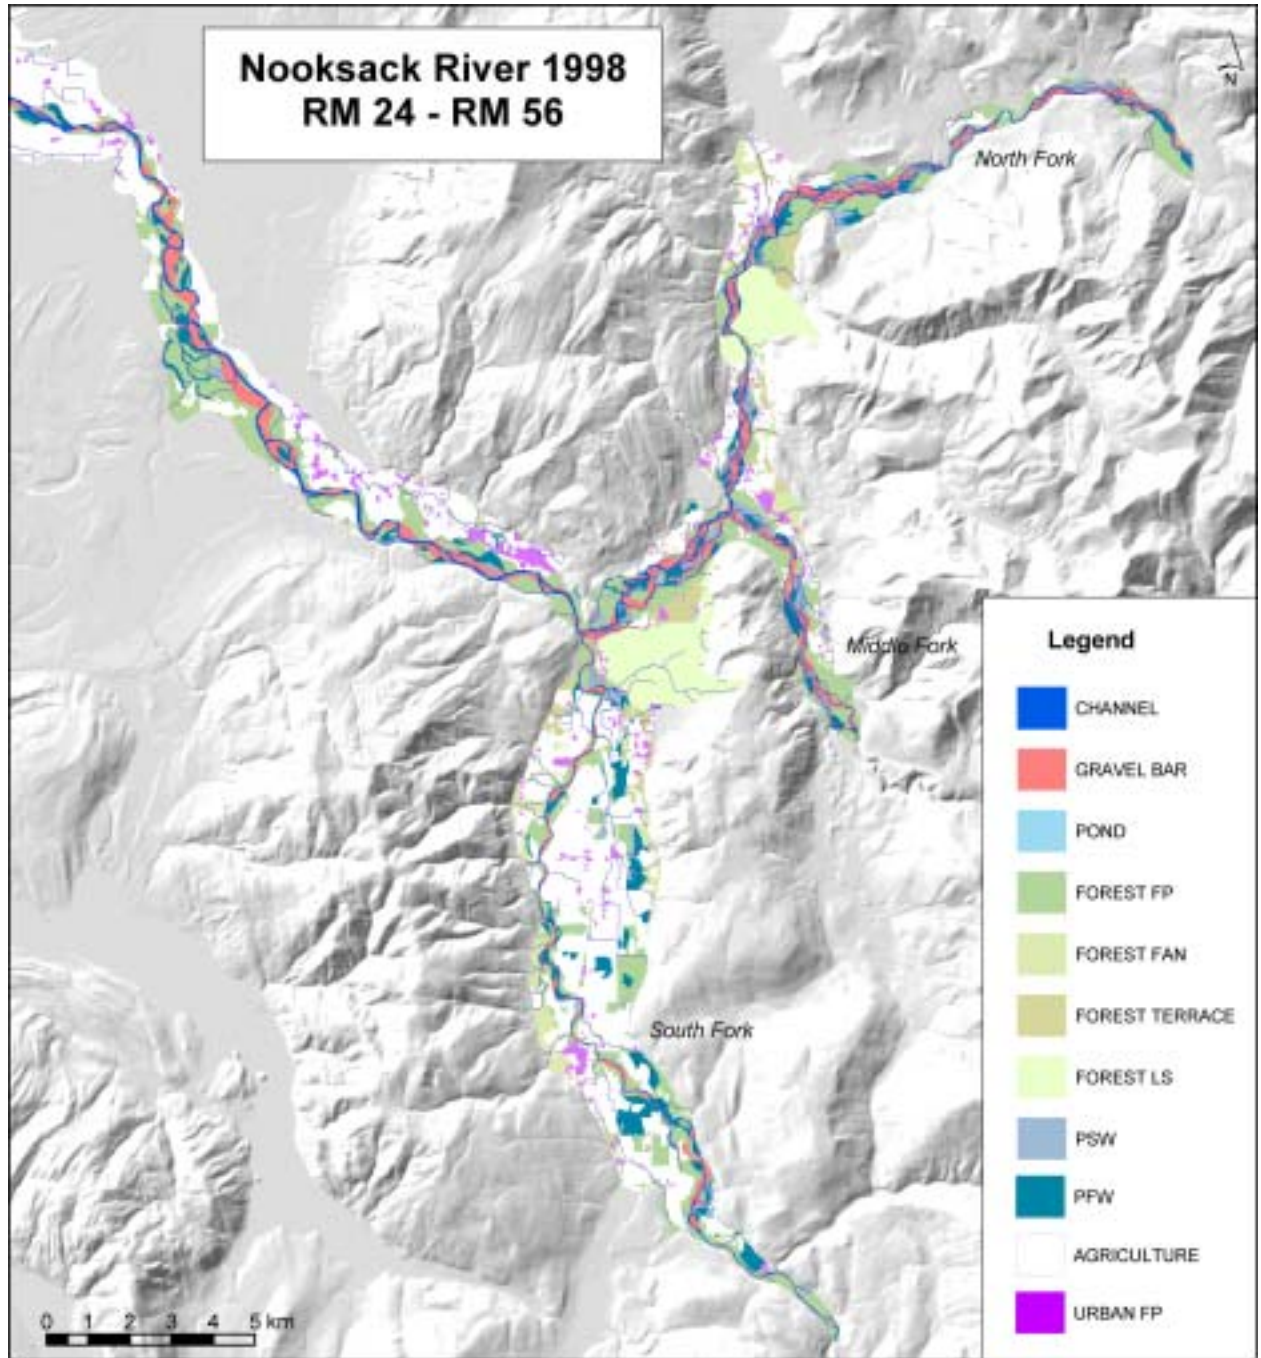 Nooksack River 1998
RM 24 - RM 56
N
North Fork
Middle Fork
South Fork
Legend
CHANNEL
GRAVEL BAR
POND
FOREST FP
FOREST FAN
FOREST TERRACE
FOREST LS
PSW
PFW
AGRICULTURE
URBAN FP
0 1 2 3 4 5 km